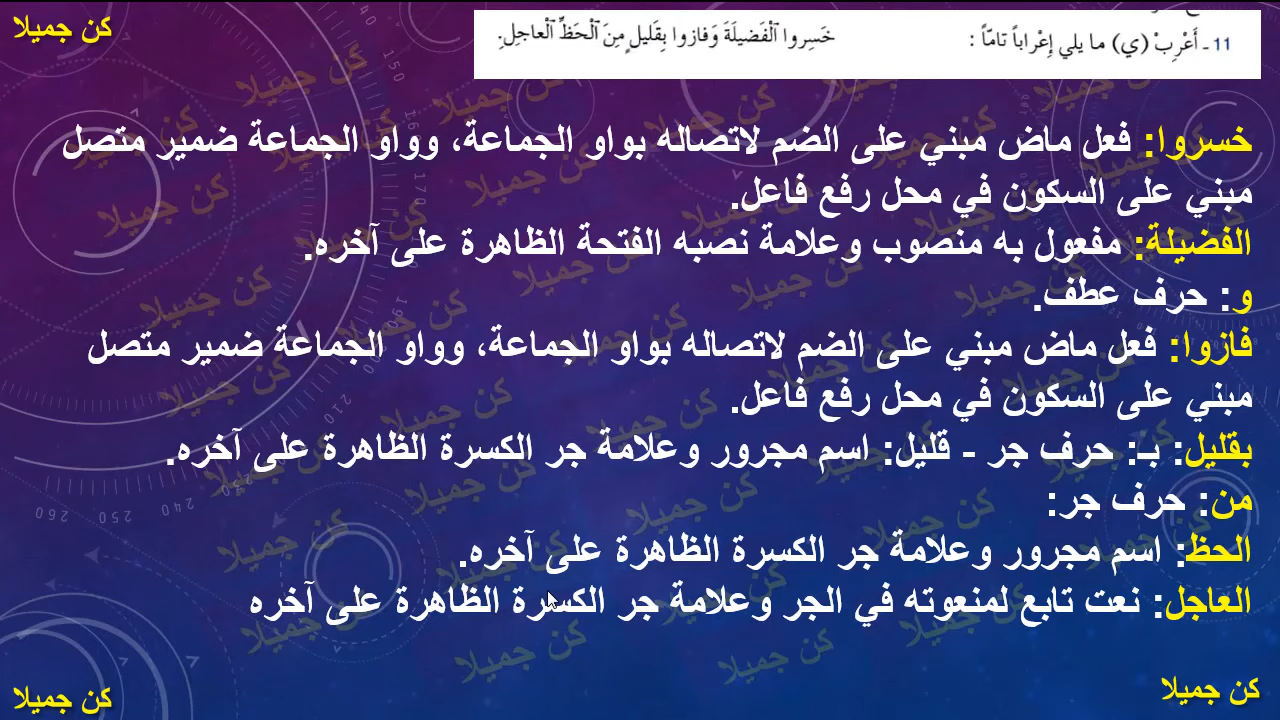 كن جميلا
11 ـ أَعْرِبْ (ي) ما يلي إِعْراباً تامّاً : خَسِروا ٱلْفَضيلَةَ وَفازوا بِقَليلٍ مِنَ ٱلْحَظِّ ٱلْعاجِلِ.
خسروا: فعل ماض مبني على الضم لاتصاله بواو الجماعة، وواو الجماعة ضمير متصل
مبني على السكون في محل رفع فاعل.
الفضيلة: مفعول به منصوب وعلامة نصبه الفتحة الظاهرة على آخره.
و: حرف عطف.
فازوا: فعل ماض مبني على الضم لاتصاله بواو الجماعة، وواو الجماعة ضمير متصل
مبني على السكون في محل رفع فاعل.
بقليل: بـ: حرف جر - قليل: اسم مجرور وعلامة جر الكسرة الظاهرة على آخره.
من: حرف جر:
الحظ: اسم مجرور وعلامة جر الكسرة الظاهرة على آخره.
العاجل: نعت تابع لمنعوته في الجر وعلامة جر الكسرة الظاهرة على آخره
كن جميلا
كن جميلا